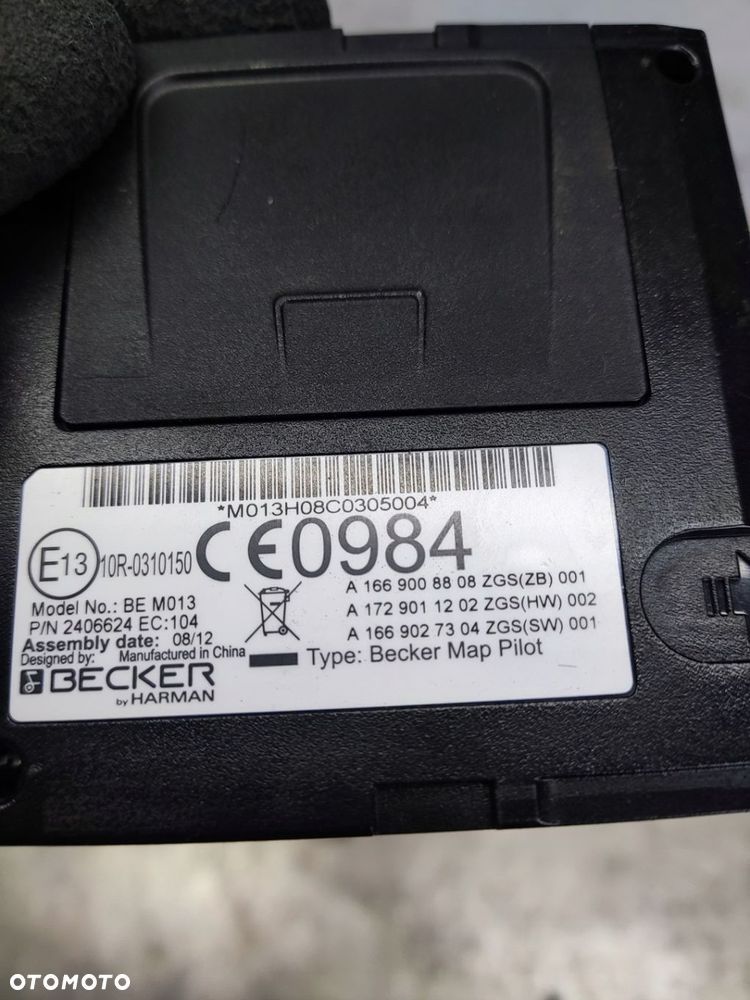 *M013H08C0305004*
E13 10R-0310150 CE0984
Model No.: BE M013
P/N 2406624 EC:104
Assembly date: 08/12
Designed by: Manufactured in China
BECKER
by HARMAN
A 166 900 88 08 ZGS(ZB) 001
A 172 901 12 02 ZGS(HW) 002
A 166 902 73 04 ZGS(SW) 001
Type: Becker Map Pilot
OTOMOTO